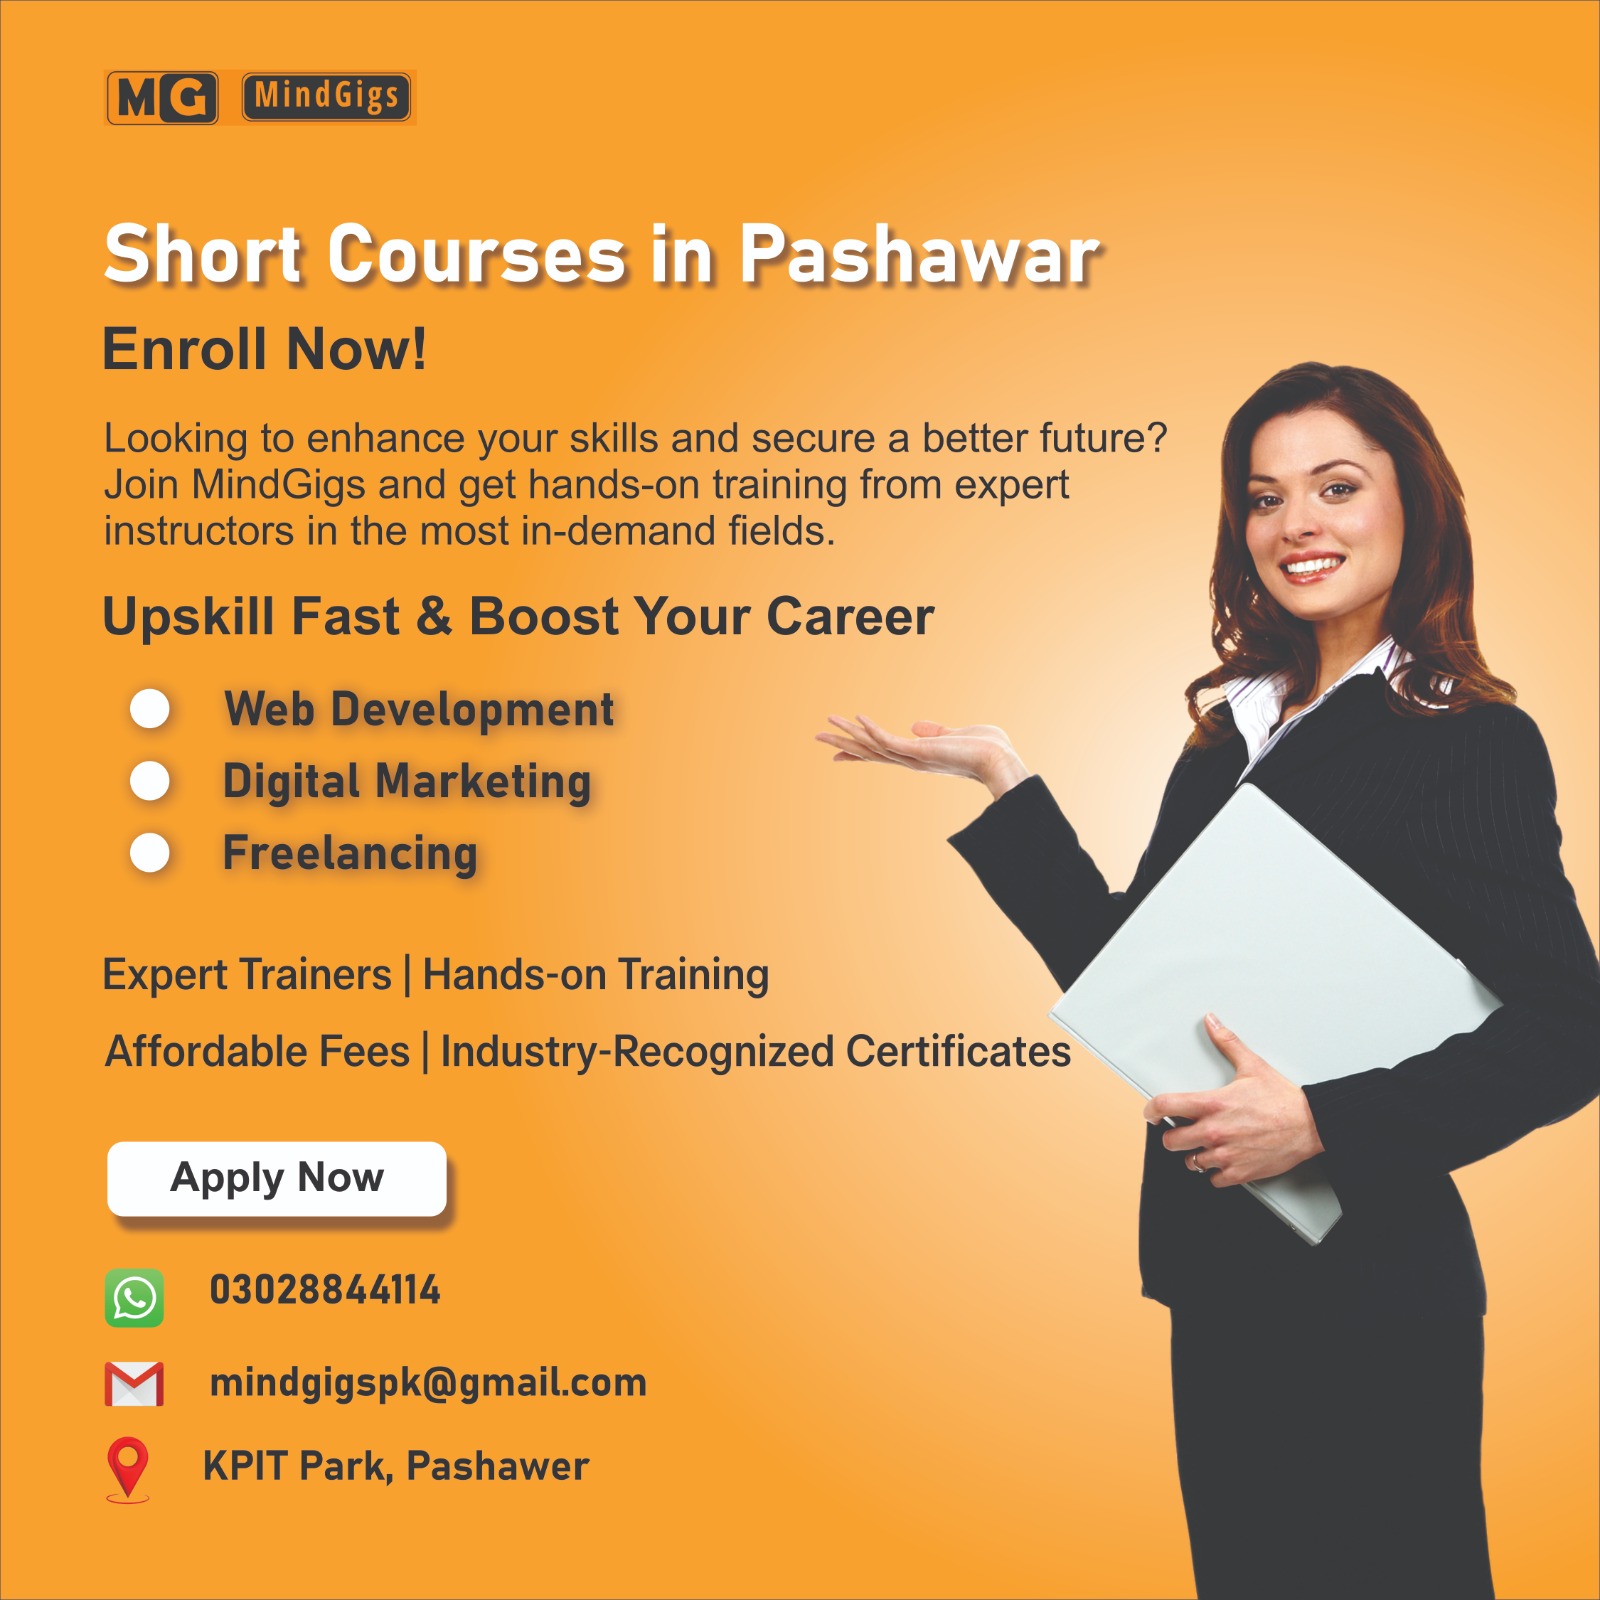 MG MindGigs
Short Courses in Pashawar
Enroll Now!
Looking to enhance your skills and secure a better future?
Join MindGigs and get hands-on training from expert
instructors in the most in-demand fields.
Upskill Fast & Boost Your Career
Web Development
Digital Marketing
Freelancing
Expert Trainers | Hands-on Training
Affordable Fees | Industry-Recognized Certificates
Apply Now
03028844114
mindgigspk@gmail.com
KPIT Park, Pashawer